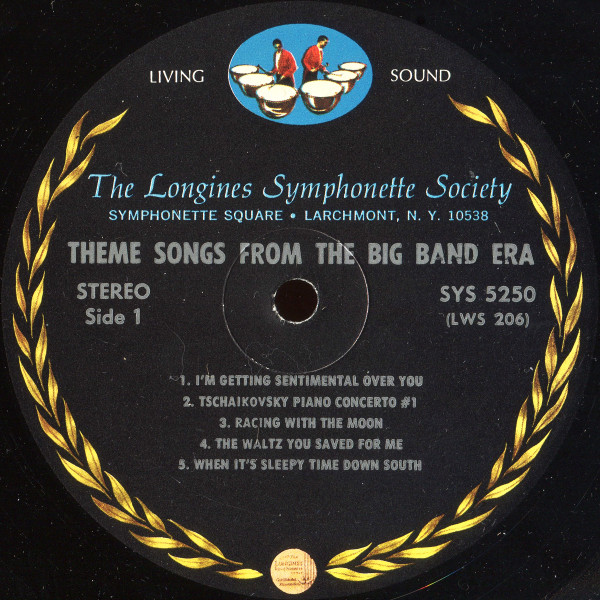 LIVING SOUND
The Longines Symphonette Society
SYMPHONETTE SQUARE • LARCHMONT, N. Y. 10538
THEME SONGS FROM THE BIG BAND ERA
STEREO SYS 5250
Side 1 (LWS 206)
1. I'M GETTING SENTIMENTAL OVER YOU
2. TSCHAIKOVSKY PIANO CONCERTO #1
3. RACING WITH THE MOON
4. THE WALTZ YOU SAVED FOR ME
5. WHEN IT'S SLEEPY TIME DOWN SOUTH